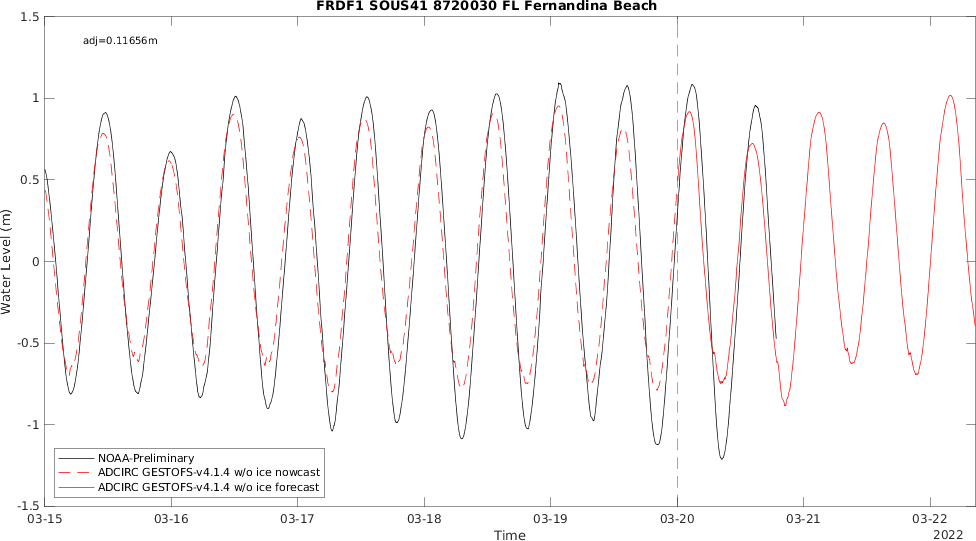 FRDF1 SOUS41 8720030 FL Fernandina Beach
adj=0.11656m
1.5
1
0.5
0
-0.5
-1
-1.5
Water Level (m)
NOAA-Preliminary
ADCIRC GESTOFS-v4.1.4 w/o ice nowcast
ADCIRC GESTOFS-v4.1.4 w/o ice forecast
03-15 03-16 03-17 03-18 03-19 03-20 03-21 03-22
Time
2022